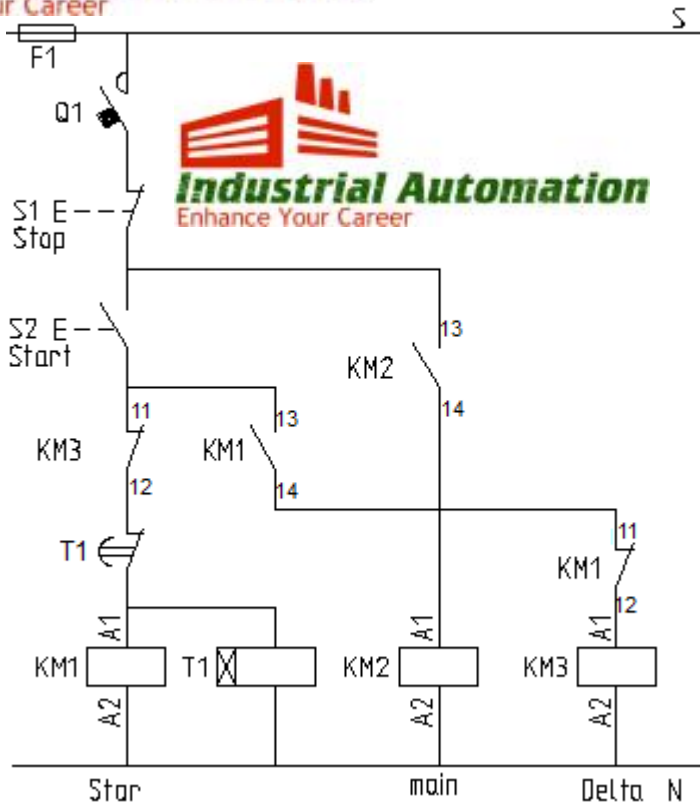 ur Career
S
F1
Q1
Industrial Automation
Enhance Your Career
S1 E
Stop
S2 E
Start
13
KM2
14
11
KM3
12
13
KM1
14
T1
11
KM1
12
A1
KM1
A2
T1
A1
KM2
A2
A1
KM3
A2
Star
main
Delta N